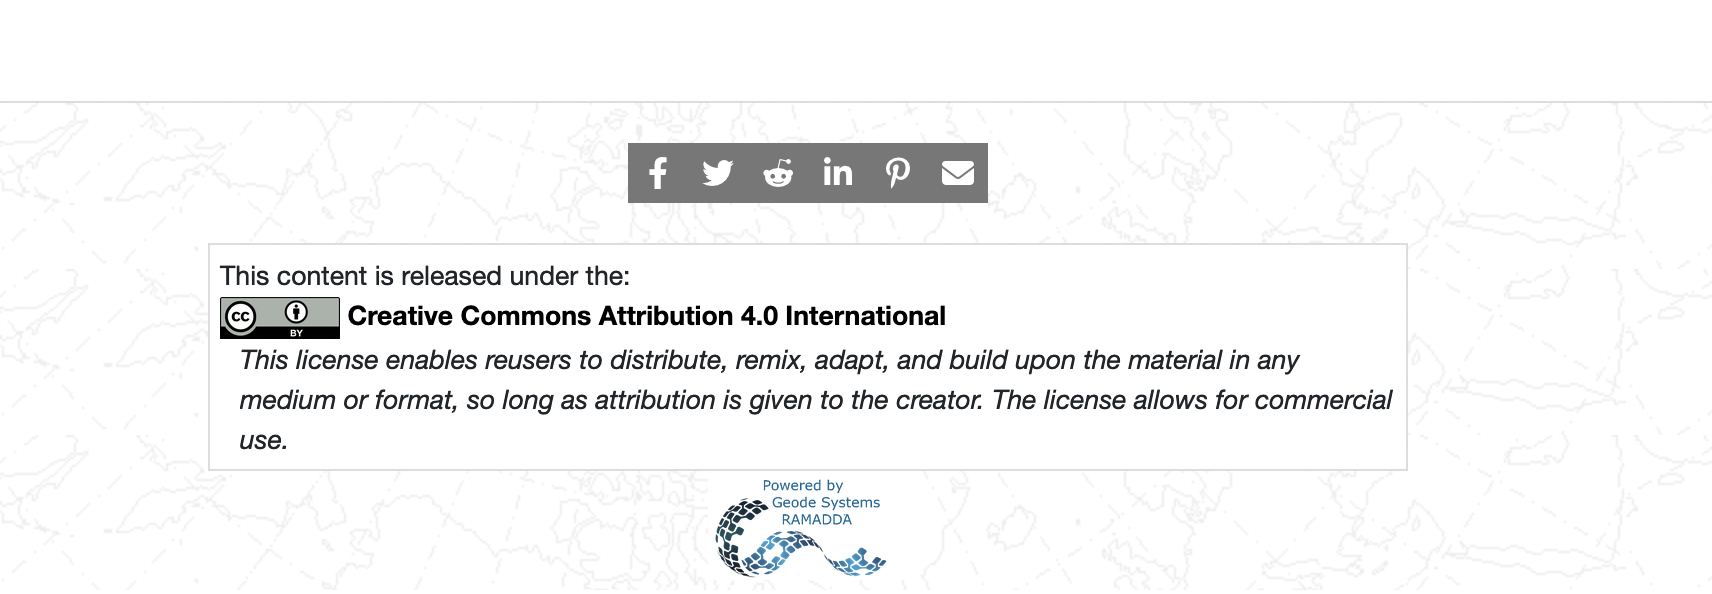 This content is released under the:
cc BY Creative Commons Attribution 4.0 International
This license enables reusers to distribute, remix, adapt, and build upon the material in any
medium or format, so long as attribution is given to the creator. The license allows for commercial
use.
Powered by
Geode Systems
RAMADDA